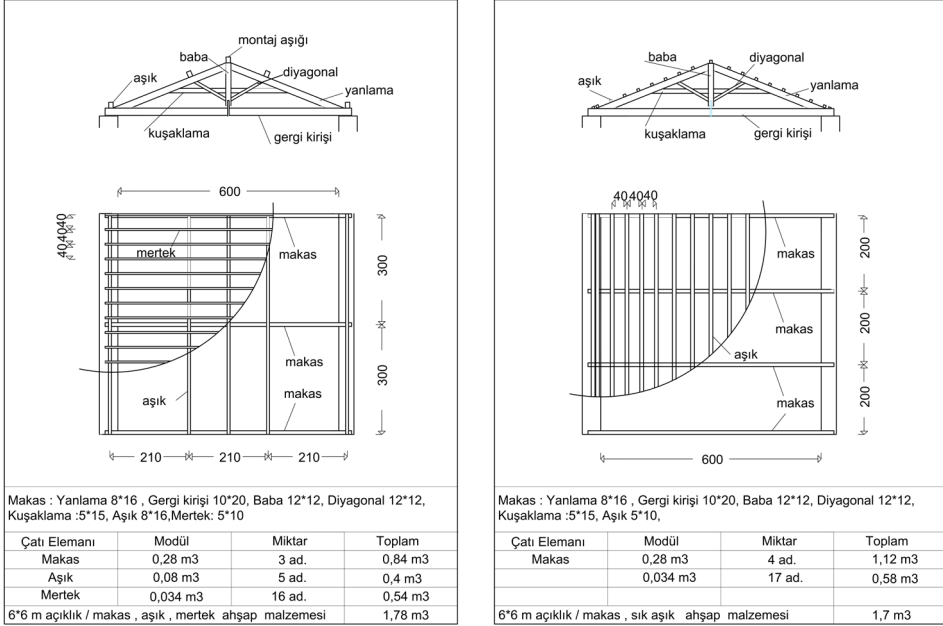 montaj aşığı
baba
diyagonal
aşık
yanlama
kuşaklama
gergi kirişi
600
404040
mertek
makas
300
makas
makas
300
aşık
210
210
210
Makas : Yanlama 8*16 , Gergi kirişi 10*20, Baba 12*12, Diyagonal 12*12,
Kuşaklama :5*15, Aşık 8*16,Mertek: 5*10
Çatı Elemanı Modül Miktar Toplam
Makas 0,28 m3 3 ad. 0,84 m3
Aşık 0,08 m3 5 ad. 0,4 m3
Mertek 0,034 m3 16 ad. 0,54 m3
6*6 m açıklık / makas , aşık , mertek ahşap malzemesi 1,78 m3
baba
diyagonal
aşık
yanlama
kuşaklama
gergi kirişi
404040
makas
200
makas
200
aşık
makas
200
600
Makas : Yanlama 8*16 , Gergi kirişi 10*20, Baba 12*12, Diyagonal 12*12,
Kuşaklama :5*15, Aşık 5*10,
Çatı Elemanı Modül Miktar Toplam
Makas 0,28 m3 4 ad. 1,12 m3
0,034 m3 17 ad. 0,58 m3
6*6 m açıklık / makas , sık aşık ahşap malzemesi 1,7 m3